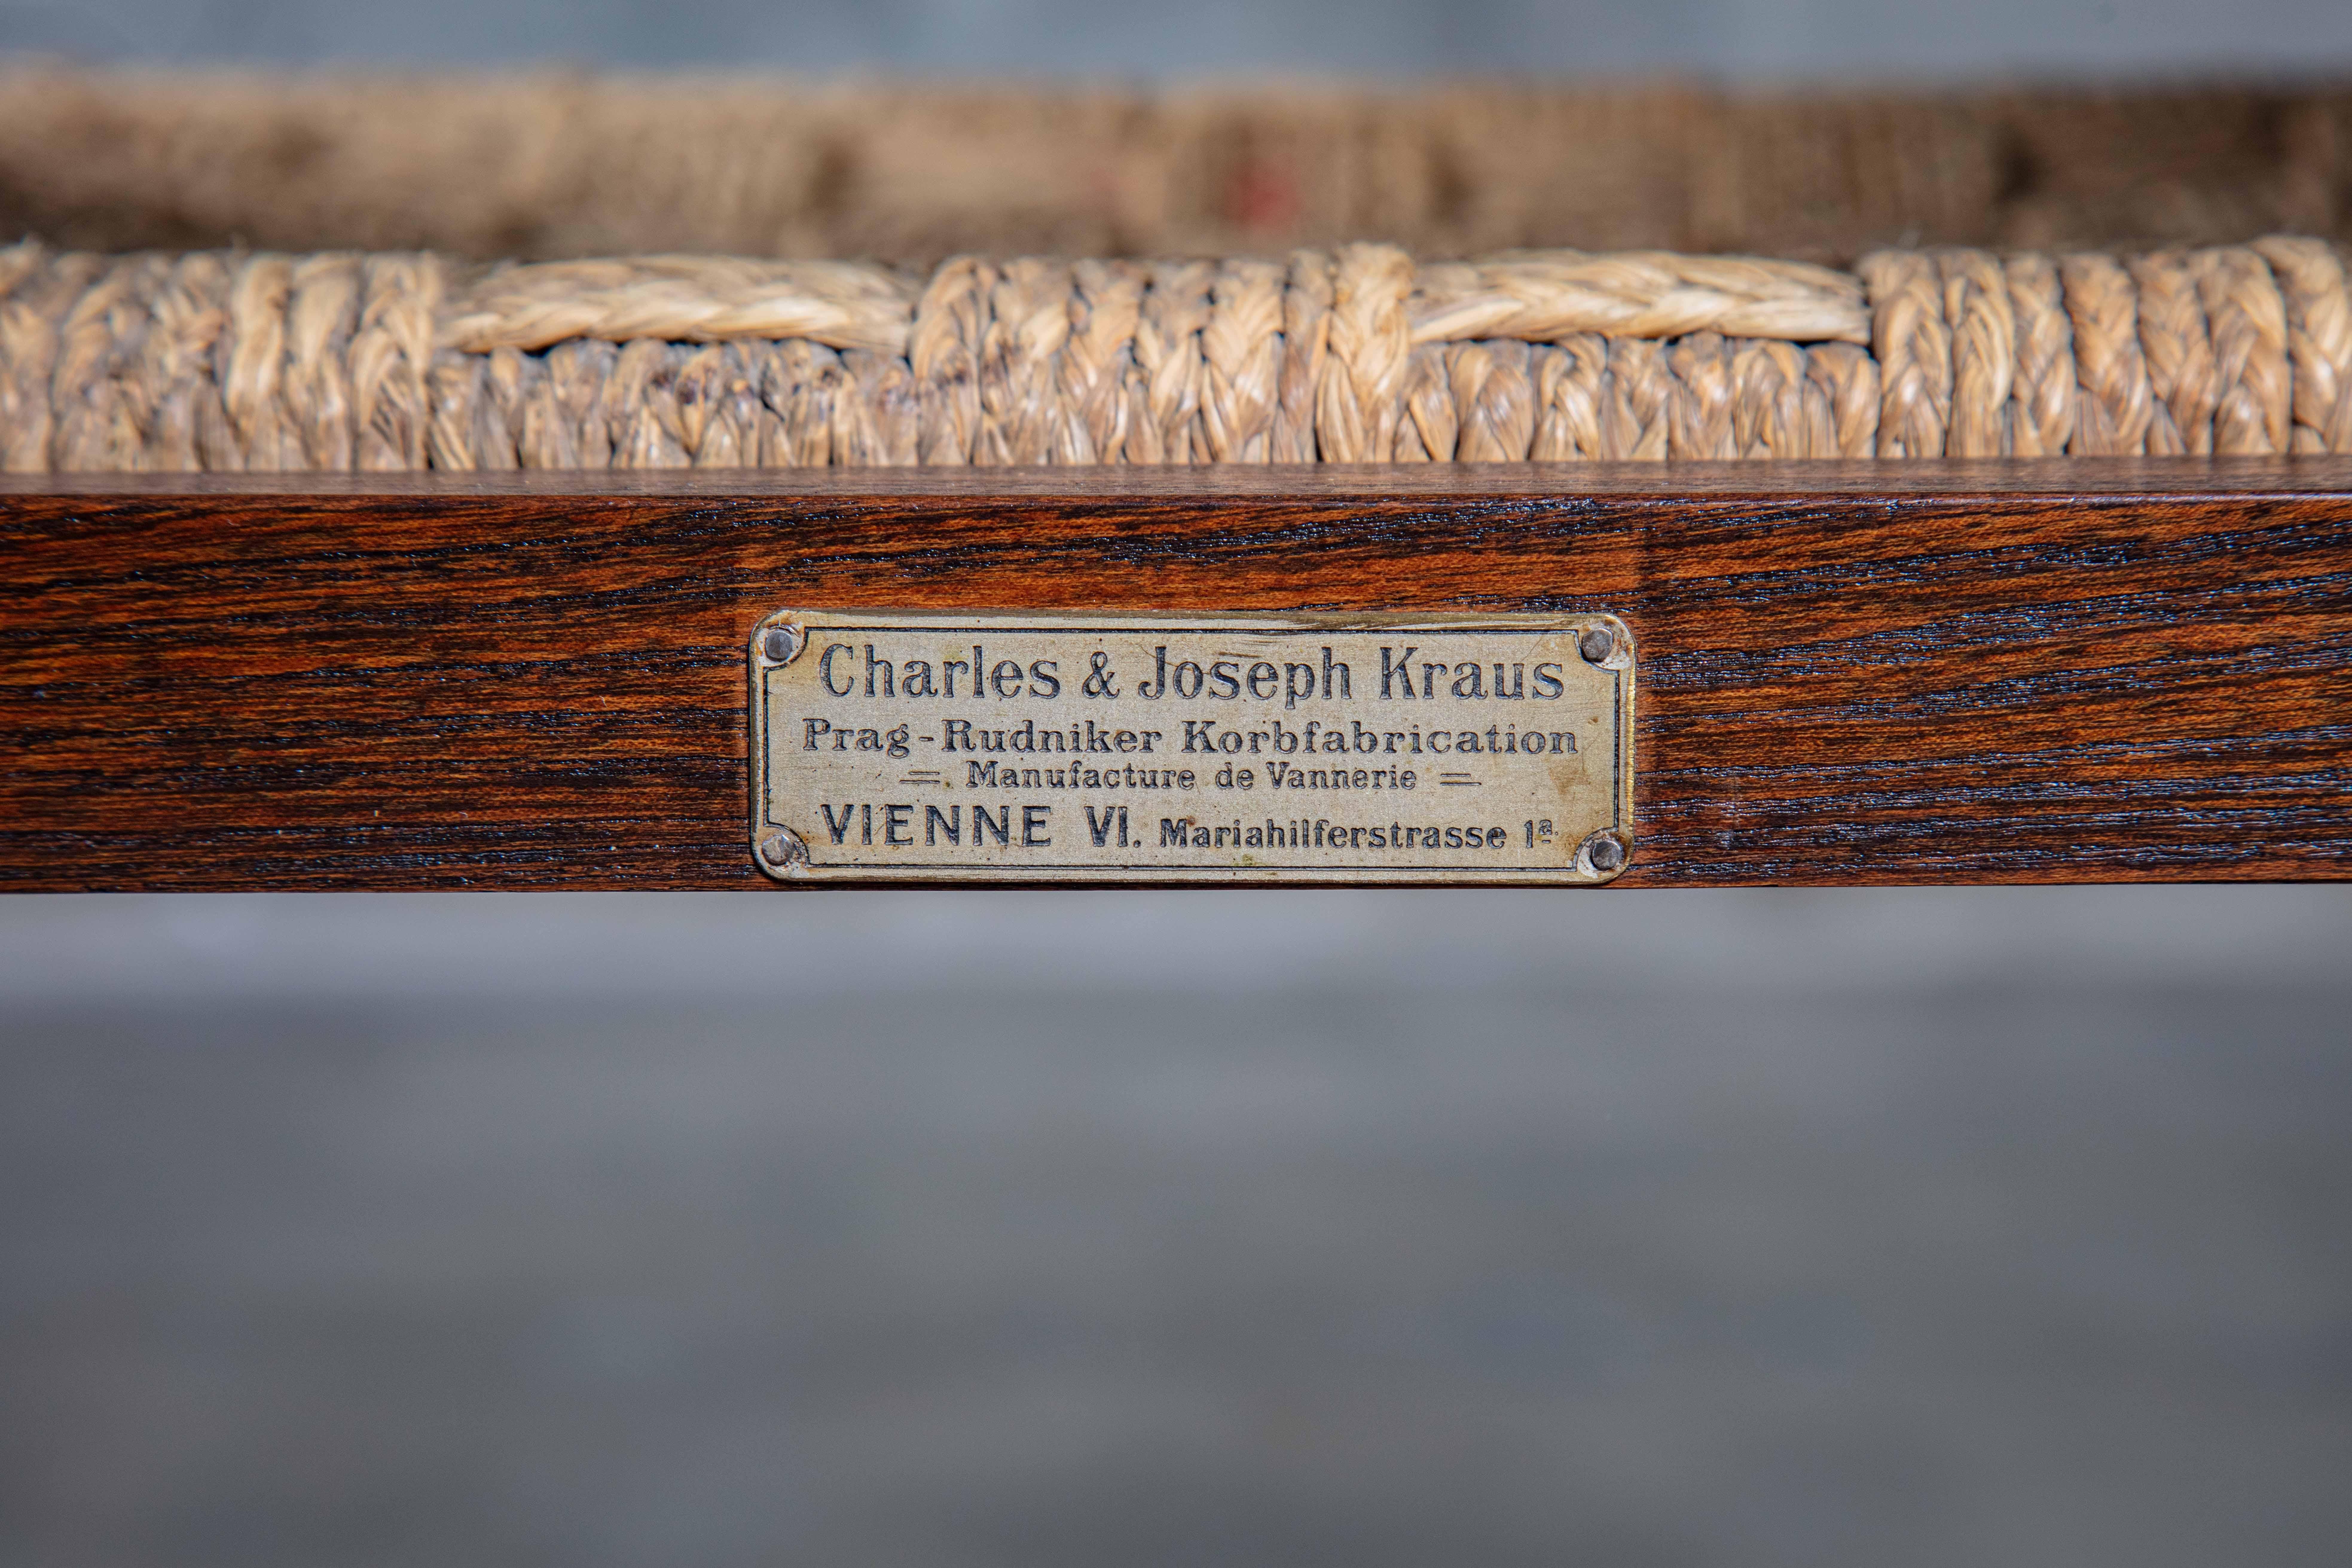 Charles & Joseph Kraus
Prag-Rudniker Korbfabrication
= Manufacture de Vannerie =
VIENNE VI. Mariahilferstrasse 1ª.